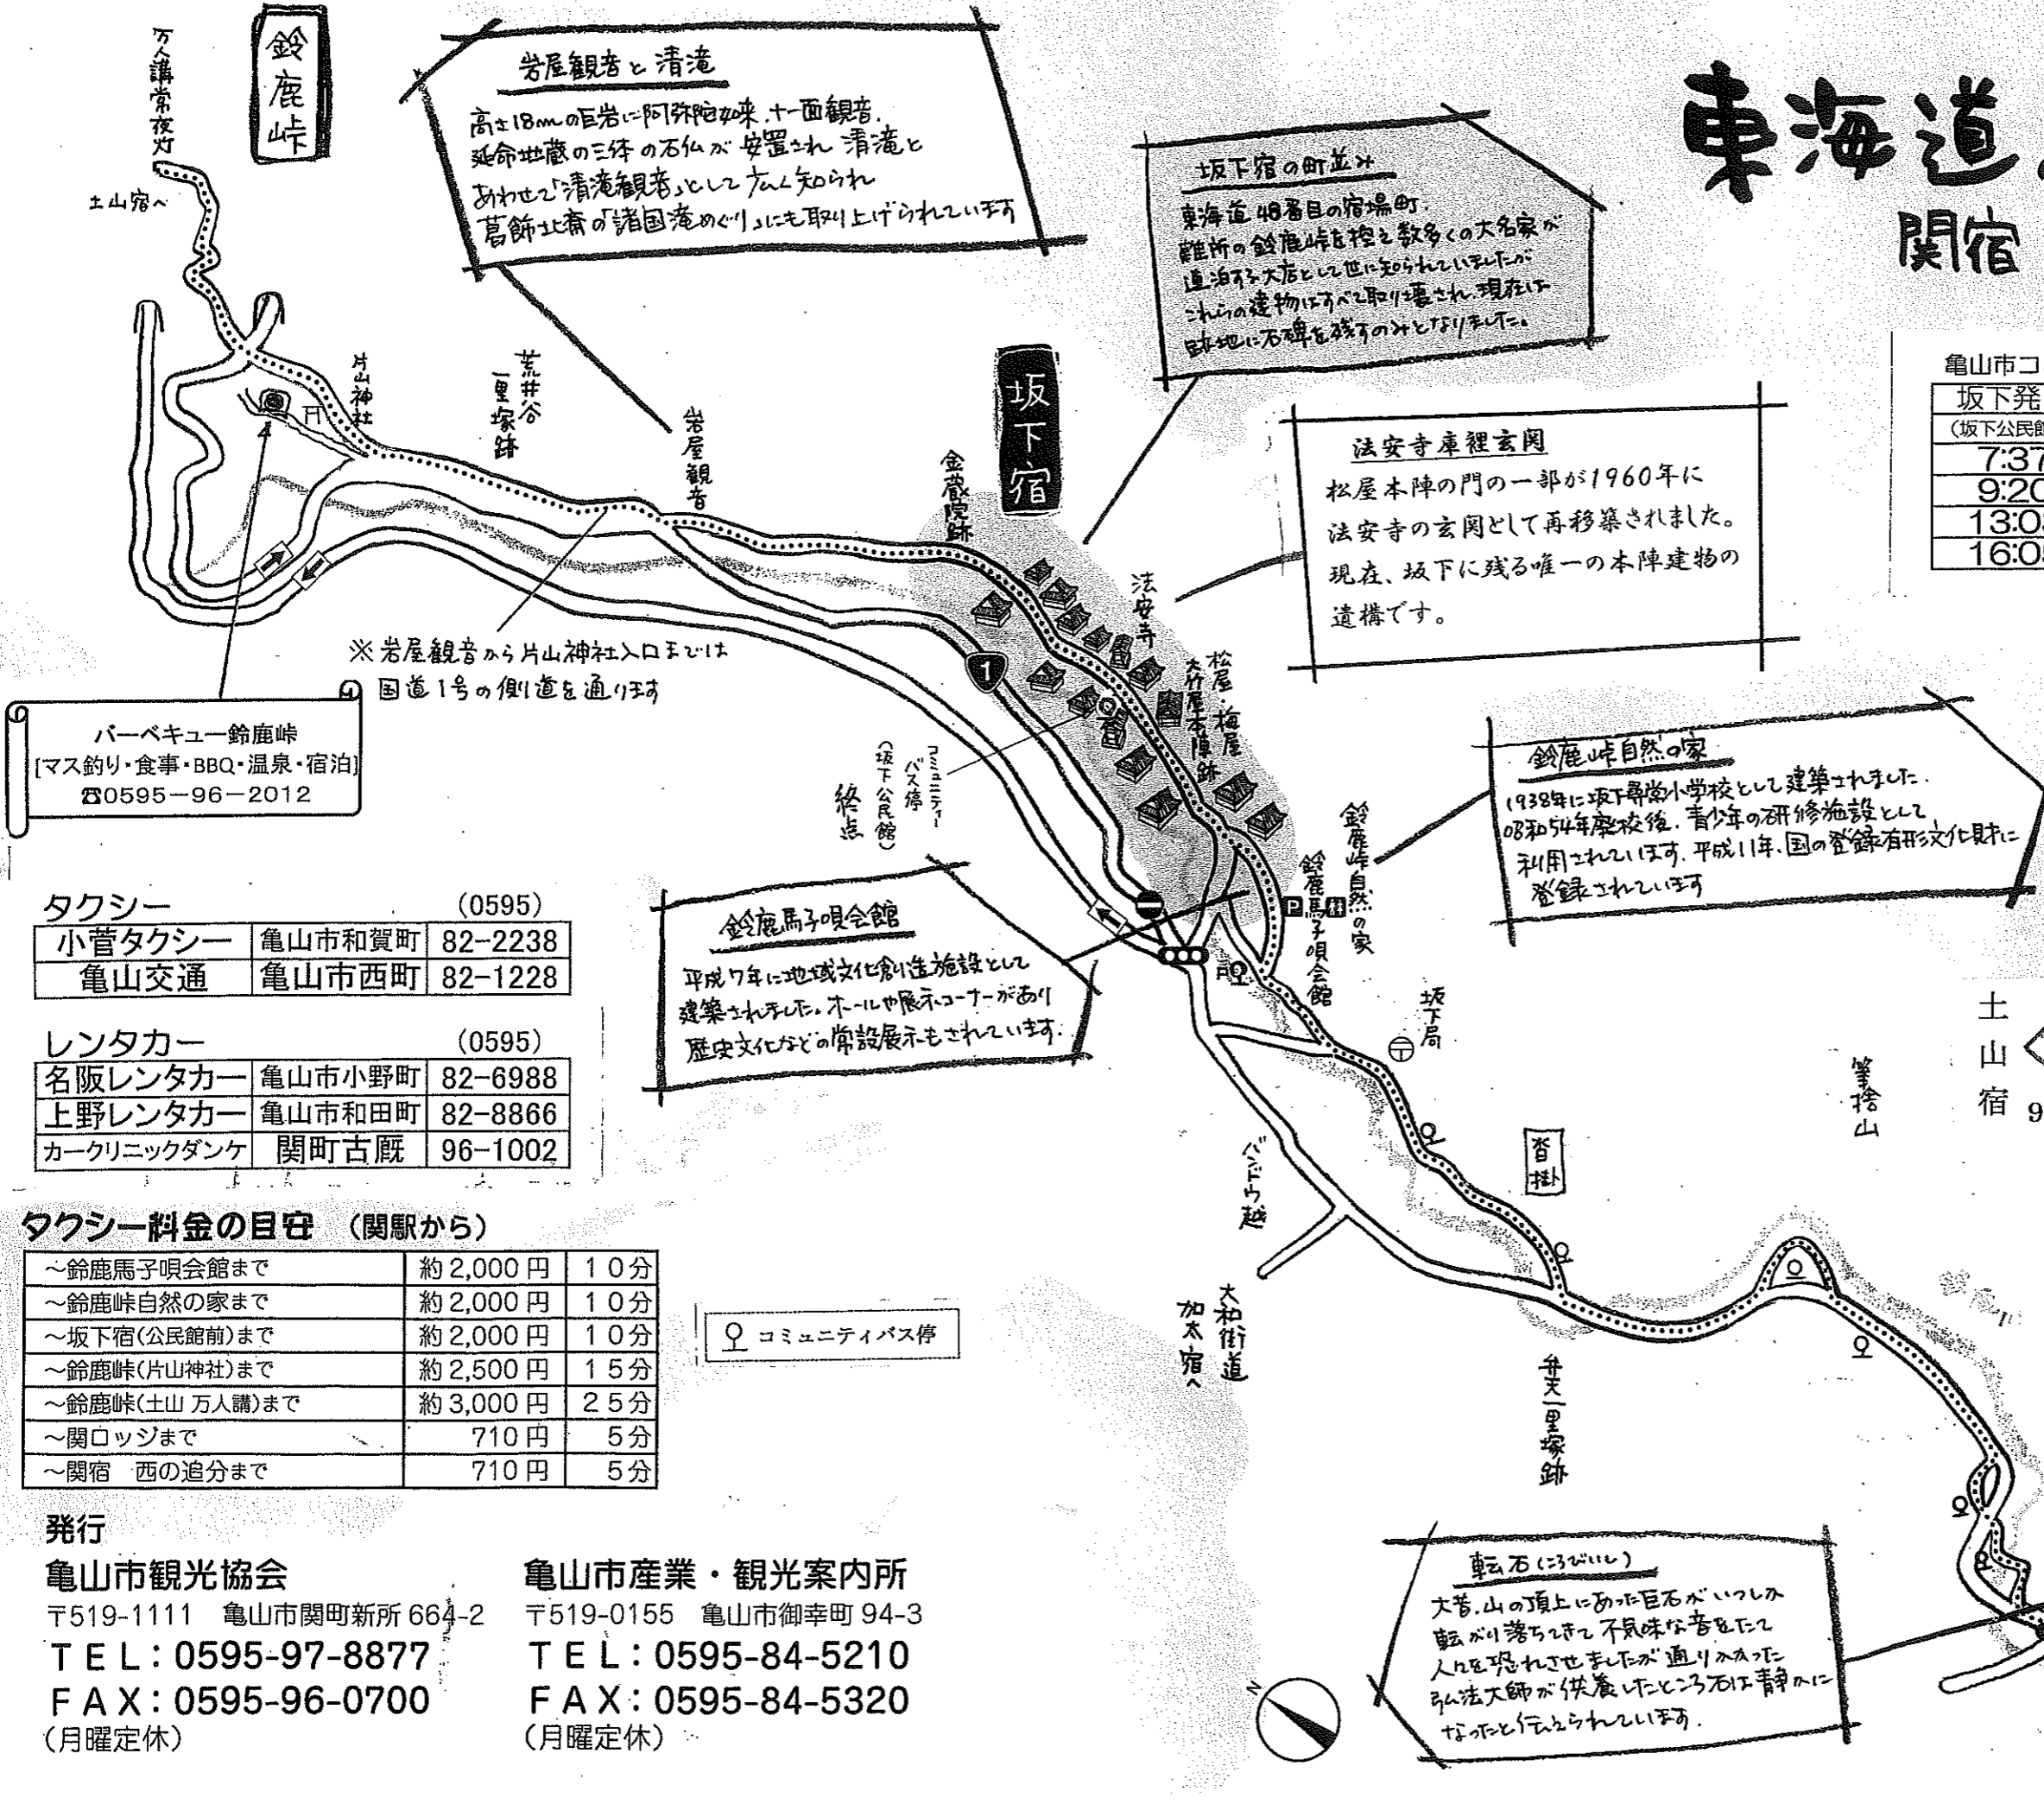 東海道
関宿
鈴鹿峠
万人講常夜灯
土山宿へ
岩屋観音と清滝
高さ18mの巨岩に阿弥陀如来、十一面観音、
延命地蔵の三体の石仏が安置され 清滝と
あわせて「清滝観音」として広く知られ
葛飾北斎の「諸国滝めぐり」にも取り上げられています
坂下宿の町並み
東海道48番目の宿場町。
難所の鈴鹿峠を控え数多くの大名家が
宿泊する大店として世に知られていましたが
これらの建物はすべて取り壊され、現在は
跡地に石碑を残すのみとなりました。
亀山市コ
坂下発
(坂下公民館
7:37
9:20
13:0
16:0
片山神社
荒井谷
一里塚跡
岩屋観音
金蔵院跡
坂下宿
法安寺庫裡玄関
松屋本陣の門の一部が1960年に
法安寺の玄関として再移築されました。
現在、坂下に残る唯一の本陣建物の
遺構です。
法安寺
松屋・梅屋
大竹屋本陣跡
1
※岩屋観音から片山神社入口までは
国道1号の側道を通ります
バーベキュー鈴鹿峠
[マス釣り・食事・BBQ・温泉・宿泊]
☎0595-96-2012
コミュニティー
バス停
(坂下公民館)
終点
鈴鹿峠自然の家
1938年に坂下尋常小学校として建築されました。
昭和54年廃校後、青少年の研修施設として
利用されています。平成11年、国の登録有形文化財に
登録されています
鈴鹿峠自然の家
鈴鹿馬子唄会館
P
鈴鹿馬子唄会館
平成7年に地域文化創造施設として
建築されました。ホールや展示コーナーがあり
歴史文化などの常設展示もされています。
タクシー (0595)
小菅タクシー 亀山市和賀町 82-2238
亀山交通 亀山市西町 82-1228
レンタカー (0595)
名阪レンタカー 亀山市小野町 82-6988
上野レンタカー 亀山市和田町 82-8866
カークリニックダンケ 関町古厩 96-1002
坂下局
〒
沓掛
筆捨山
土山宿
9
バンドウ越
大和街道
加太宿へ
弁天一里塚跡
タクシー料金の目安 (関駅から)
~鈴鹿馬子唄会館まで 約2,000円 10分
~鈴鹿峠自然の家まで 約2,000円 10分
~坂下宿(公民館前)まで 約2,000円 10分
~鈴鹿峠(片山神社)まで 約2,500円 15分
~鈴鹿峠(土山 万人講)まで 約3,000円 25分
~関ロッジまで 710円 5分
~関宿 西の追分まで 710円 5分
コミュニティバス停
発行
亀山市観光協会
〒519-1111 亀山市関町新所664-2
TEL:0595-97-8877
FAX:0595-96-0700
(月曜定休)
亀山市産業・観光案内所
〒519-0155 亀山市御幸町94-3
TEL:0595-84-5210
FAX:0595-84-5320
(月曜定休)
N
転石(ころびいし)
大昔、山の頂上にあった巨石がいつしか
転がり落ちてきて 不気味な音をたて
人々を恐れさせましたが通りかかった
弘法大師が供養したところ石は静かに
なったと伝えられています。